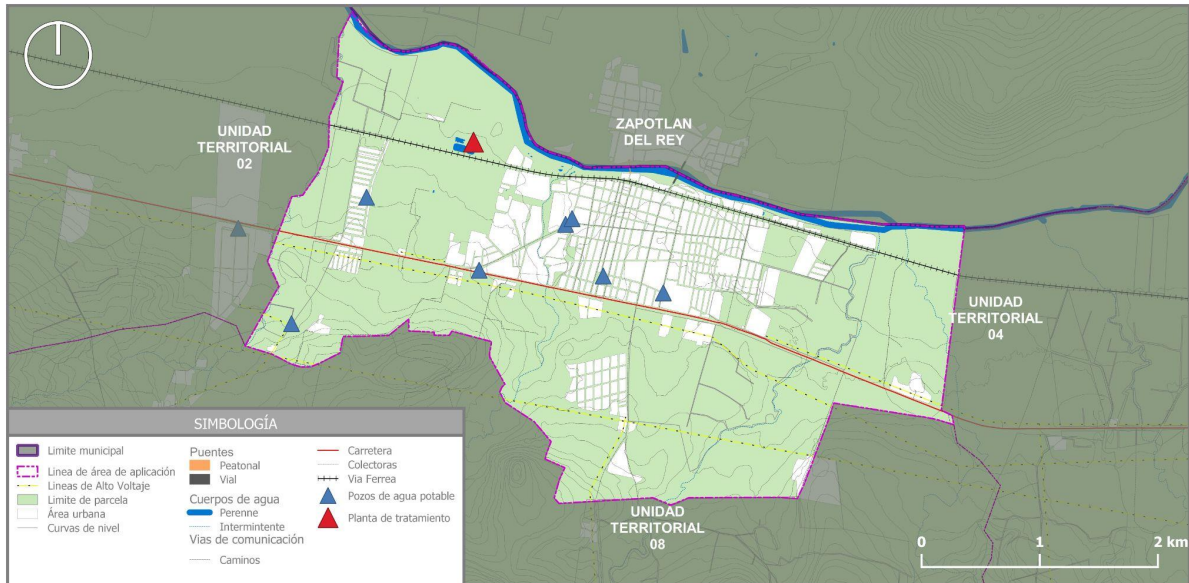 UNIDAD
TERRITORIAL
02
ZAPOTLAN
DEL REY
UNIDAD
TERRITORIAL
04
UNIDAD
TERRITORIAL
08
SIMBOLOGÍA
Limite municipal
Linea de área de aplicación
Lineas de Alto Voltaje
Limite de parcela
Área urbana
Curvas de nivel
Puentes
Peatonal
Vial
Cuerpos de agua
Perenne
Intermintente
Vias de comunicación
Caminos
Carretera
Colectoras
Via Ferrea
Pozos de agua potable
Planta de tratamiento
0 1 2 km